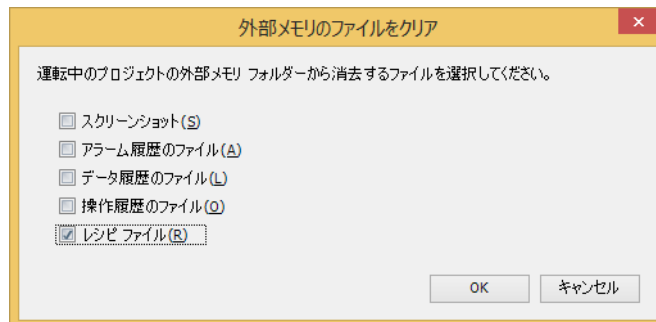 外部メモリのファイルをクリア
運転中のプロジェクトの外部メモリ フォルダーから消去するファイルを選択してください。
スクリーンショット(S)
アラーム履歴のファイル(A)
データ履歴のファイル(L)
操作履歴のファイル(O)
レシピ ファイル(R)
OK キャンセル